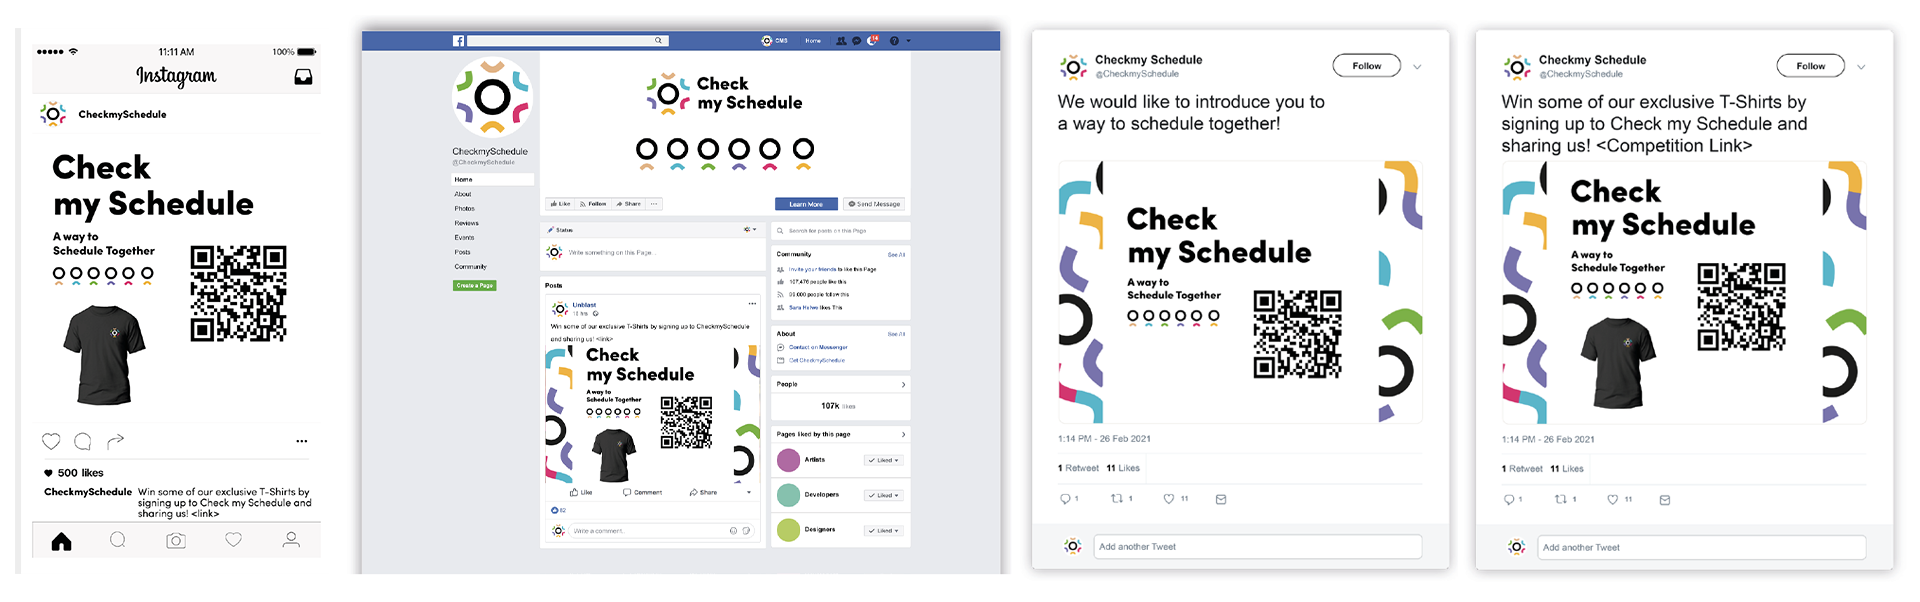 11:11 AM
100%
Instagram
CheckmySchedule
Check
my Schedule
A way to
Schedule Together
500 likes
CheckmySchedule Win some of our exclusive T-Shirts by
signing up to Check my Schedule and
sharing us! <link>
CMS
Home
14
CheckmySchedule
@CheckmySchedule
Home
About
Photos
Reviews
Events
Posts
Community
Create a Page
Check
my Schedule
Like
Follow
Share
Learn More
Send Message
Status
Write something on this Page...
Posts
Unblast
Win some of our exclusive T-Shirts by signing up to CheckmySchedule
and sharing us! <link>
Check
my Schedule
A way to
Schedule Together
Like
Comment
Share
82
Write a comment...
Search for posts on this Page
Community
See All
Invite your friends to like this Page
107,476 people like this
people follow this
likes This
About
See All
Contact on Messenger
Get CheckmySchedule
People
107k likes
Pages liked by this page
Artists
Liked
Developers
Liked
Designers
Liked
Checkmy Schedule
@CheckmySchedule
Follow
We would like to introduce you to
a way to schedule together!
Check
my Schedule
A way to
Schedule Together
1:14 PM - 26 Feb 2021
1 Retweet 11 Likes
1
1
11
Add another Tweet
Checkmy Schedule
@CheckmySchedule
Follow
Win some of our exclusive T-Shirts by
signing up to Check my Schedule and
sharing us! <Competition Link>
Check
my Schedule
A way to
Schedule Together
1:14 PM - 26 Feb 2021
1 Retweet 11 Likes
1
1
11
Add another Tweet